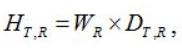 H_{T,R} = W_R × D_{T,R},